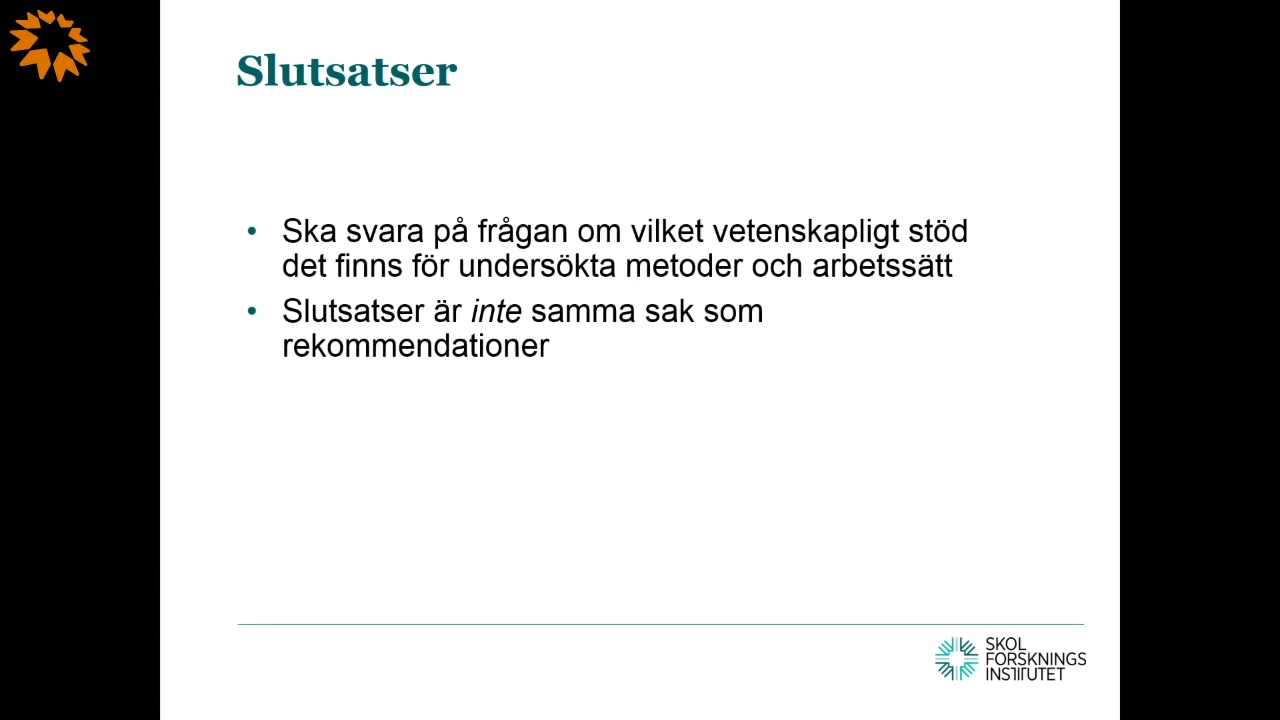 Slutsatser
• Ska svara på frågan om vilket vetenskapligt stöd
det finns för undersökta metoder och arbetssätt
• Slutsatser är inte samma sak som
rekommendationer
SKOL
FORSKNINGS
INSTITUTET